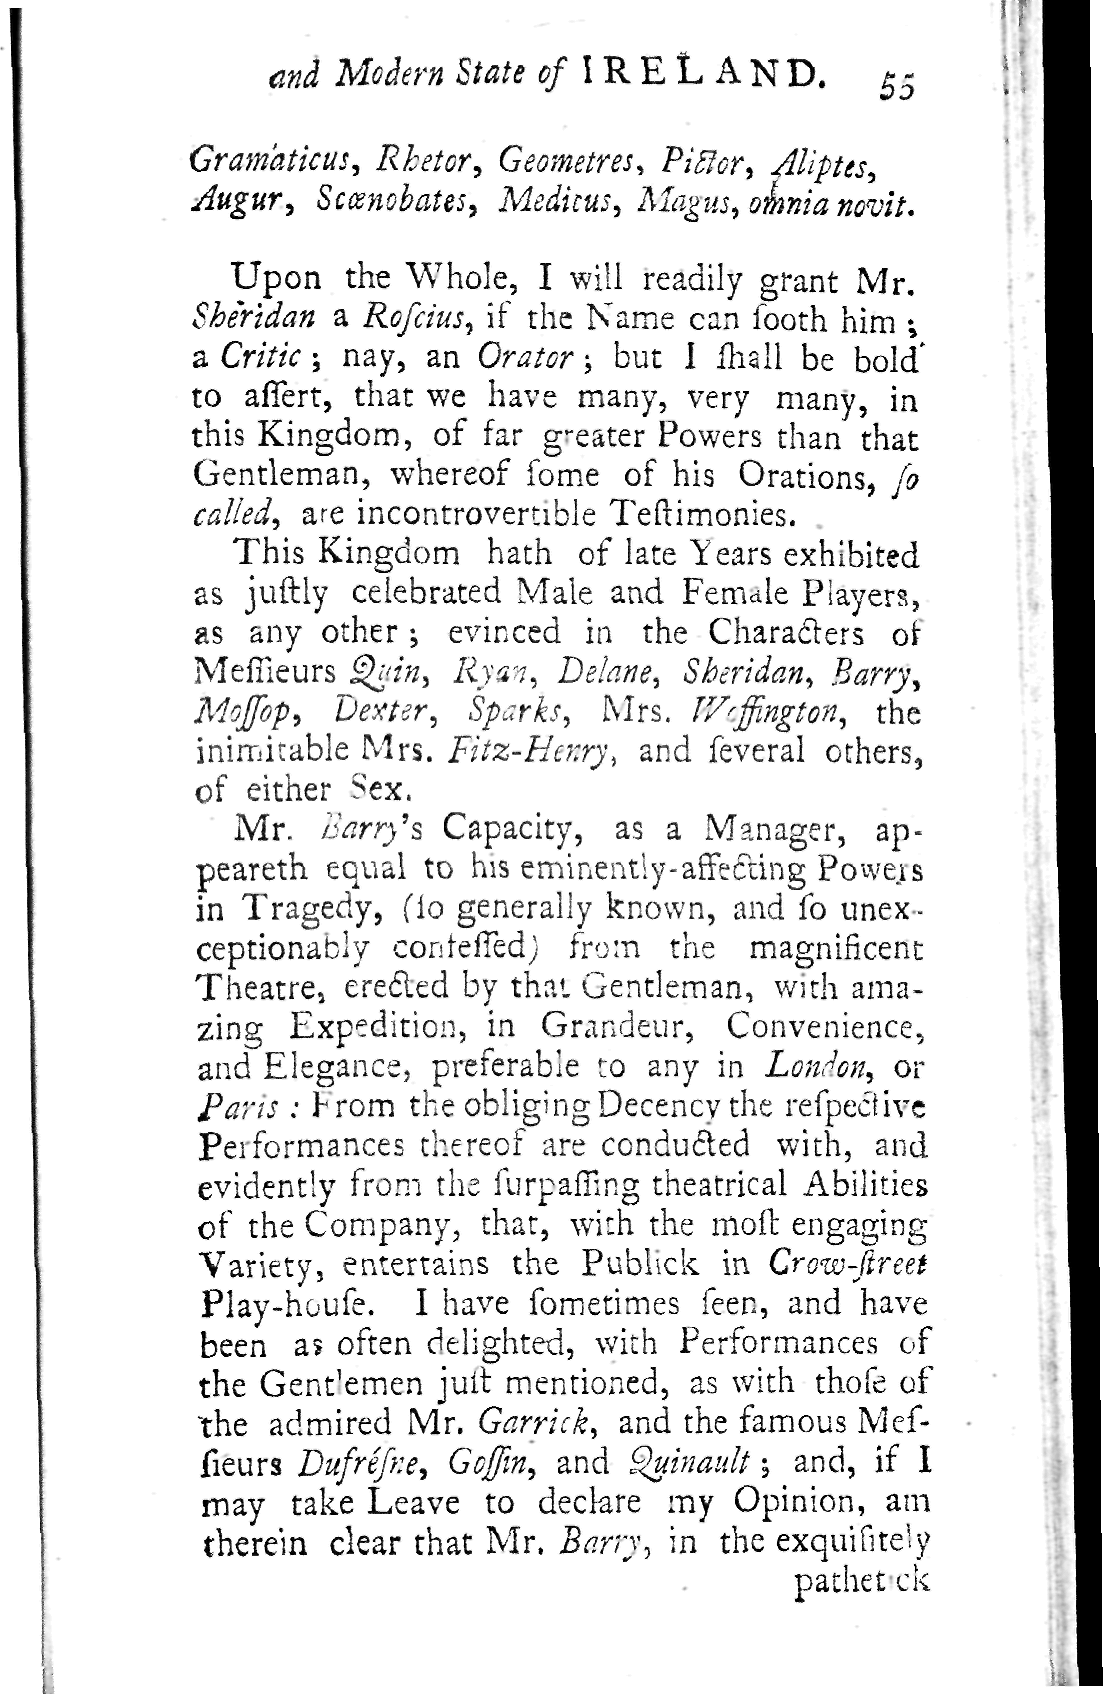 and Modern State of IRELAND. 55
Gramaticus, Rhetor, Geometres, Pictor, Aliptes,
Augur, Scœnobates, Medicus, Magus, omnia novit.
Upon the Whole, I will readily grant Mr.
Sheridan a Roſcius, if the Name can ſooth him ;
a Critic ; nay, an Orator ; but I ſhall be bold
to aſſert, that we have many, very many, in
this Kingdom, of far greater Powers than that
Gentleman, whereof ſome of his Orations, ſo
called, are incontrovertible Teſtimonies.
This Kingdom hath of late Years exhibited
as juſtly celebrated Male and Female Players,
as any other ; evinced in the Characters of
Meſſieurs Quin, Ryan, Delane, Sheridan, Barry,
Moſſop, Dexter, Sparks, Mrs. Woffington, the
inimitable Mrs. Fitz-Henry, and ſeveral others,
of either Sex.
Mr. Barry's Capacity, as a Manager, ap-
peareth equal to his eminently-affecting Powers
in Tragedy, (ſo generally known, and ſo unex-
ceptionably confeſſed) from the magnificent
Theatre, erected by that Gentleman, with ama-
zing Expedition, in Grandeur, Convenience,
and Elegance, preferable to any in London, or
Paris : From the obliging Decency the reſpective
Performances thereof are conducted with, and
evidently from the ſurpaſſing theatrical Abilities
of the Company, that, with the moſt engaging
Variety, entertains the Publick in Crow-ſtreet
Play-houſe. I have ſometimes ſeen, and have
been as often delighted, with Performances of
the Gentlemen juſt mentioned, as with thoſe of
the admired Mr. Garrick, and the famous Meſ-
ſieurs Dufréſne, Goſſin, and Quinault ; and, if I
may take Leave to declare my Opinion, am
therein clear that Mr. Barry, in the exquiſitely
pathetick